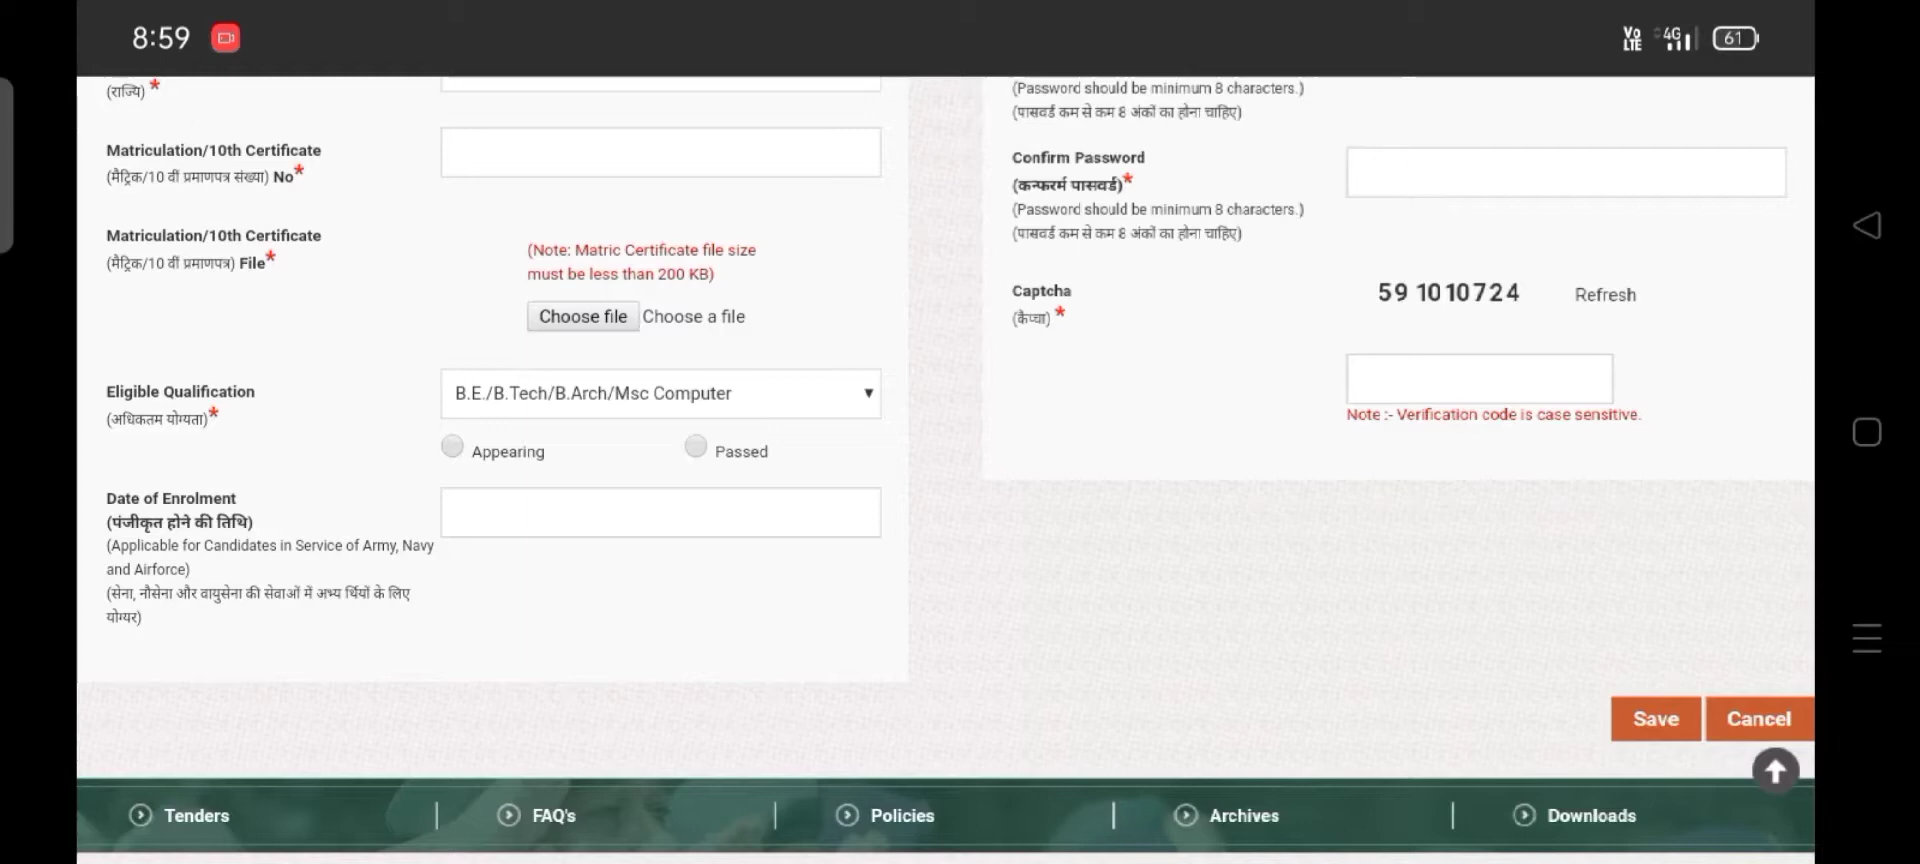 8:59
Vo LTE 4G 61
(राज्यि) *
Matriculation/10th Certificate
(मैट्रिक/10 वीं प्रमाणपत्र संख्या) No*
Matriculation/10th Certificate
(मैट्रिक/10 वीं प्रमाणपत्र) File*
(Note: Matric Certificate file size
must be less than 200 KB)
Choose file Choose a file
Eligible Qualification
(अधिकतम योग्यता)*
B.E./B.Tech/B.Arch/Msc Computer
Appearing Passed
Date of Enrolment
(पंजीकृत होने की तिथि)
(Applicable for Candidates in Service of Army, Navy
and Airforce)
(सेना, नौसेना और वायुसेना की सेवाओं में अभ्य र्थियों के लिए
योग्यर)
(Password should be minimum 8 characters.)
(पासवर्ड कम से कम 8 अंकों का होना चाहिए)
Confirm Password
(कन्फरर्म पासवर्ड)*
(Password should be minimum 8 characters.)
(पासवर्ड कम से कम 8 अंकों का होना चाहिए)
Captcha
(कैप्चा) *
59 1010724 Refresh
Note :- Verification code is case sensitive.
Save Cancel
Tenders | FAQ's | Policies | Archives | Downloads